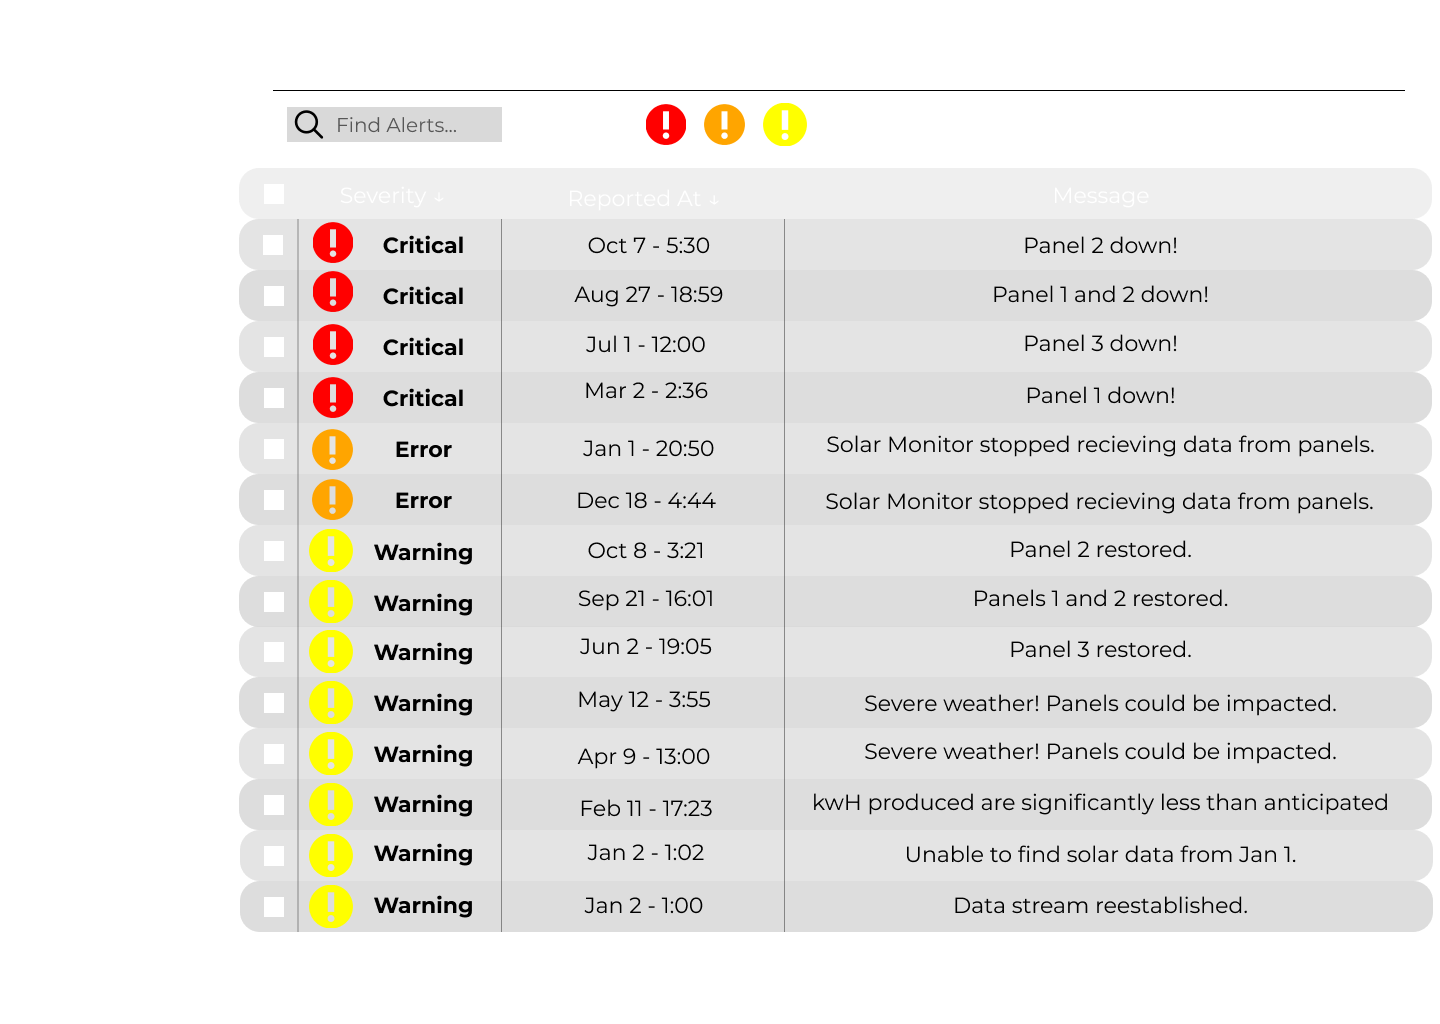 Find Alerts...
Severity ↓ Reported At ↓ Message
Critical Oct 7 - 5:30 Panel 2 down!
Critical Aug 27 - 18:59 Panel 1 and 2 down!
Critical Jul 1 - 12:00 Panel 3 down!
Critical Mar 2 - 2:36 Panel 1 down!
Error Jan 1 - 20:50 Solar Monitor stopped recieving data from panels.
Error Dec 18 - 4:44 Solar Monitor stopped recieving data from panels.
Warning Oct 8 - 3:21 Panel 2 restored.
Warning Sep 21 - 16:01 Panels 1 and 2 restored.
Warning Jun 2 - 19:05 Panel 3 restored.
Warning May 12 - 3:55 Severe weather! Panels could be impacted.
Warning Apr 9 - 13:00 Severe weather! Panels could be impacted.
Warning Feb 11 - 17:23 kwH produced are significantly less than anticipated
Warning Jan 2 - 1:02 Unable to find solar data from Jan 1.
Warning Jan 2 - 1:00 Data stream reestablished.